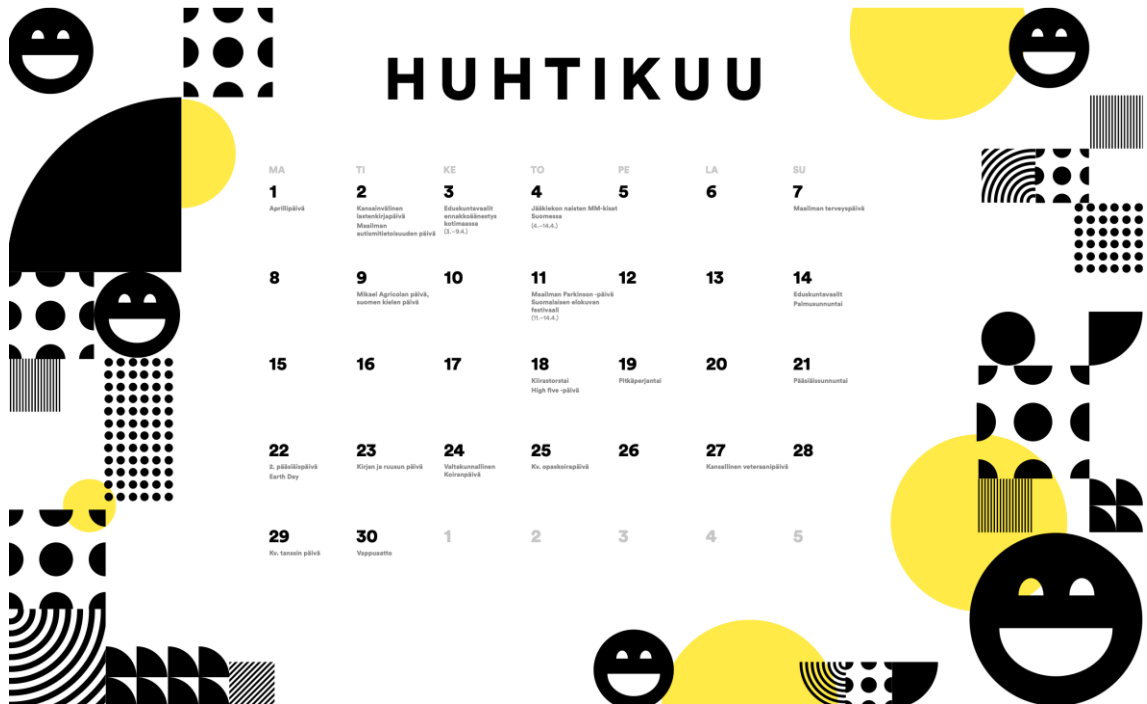 HUHTIKUU
MA TI KE TO PE LA SU
1 2 3 4 5 6 7
Aprillipäivä
Kansainvälinen
lastenkirjapäivä
Maailman
autismitietoisuuden päivä
Eduskuntavaalit
ennakkoäänestys
kotimaassa
(3.–9.4.)
Jääkiekon naisten MM-kisat
Suomessa
(4.–14.4.)
Maailman terveyspäivä
8 9 10 11 12 13 14
Mikael Agricolan päivä,
suomen kielen päivä
Maailman Parkinson -päivä
Suomalaisen elokuvan
festivaali
(11.–14.4.)
Eduskuntavaalit
Palmusunnuntai
15 16 17 18 19 20 21
Kiirastorstai
High five -päivä
Pitkäperjantai
Pääsiäissunnuntai
22 23 24 25 26 27 28
2. pääsiäispäivä
Earth Day
Kirjan ja ruusun päivä
Valtakunnallinen
Koiranpäivä
Kv. opaskoirapäivä
Kansallinen veteraanipäivä
29 30 1 2 3 4 5
Kv. tanssin päivä
Vappuaatto